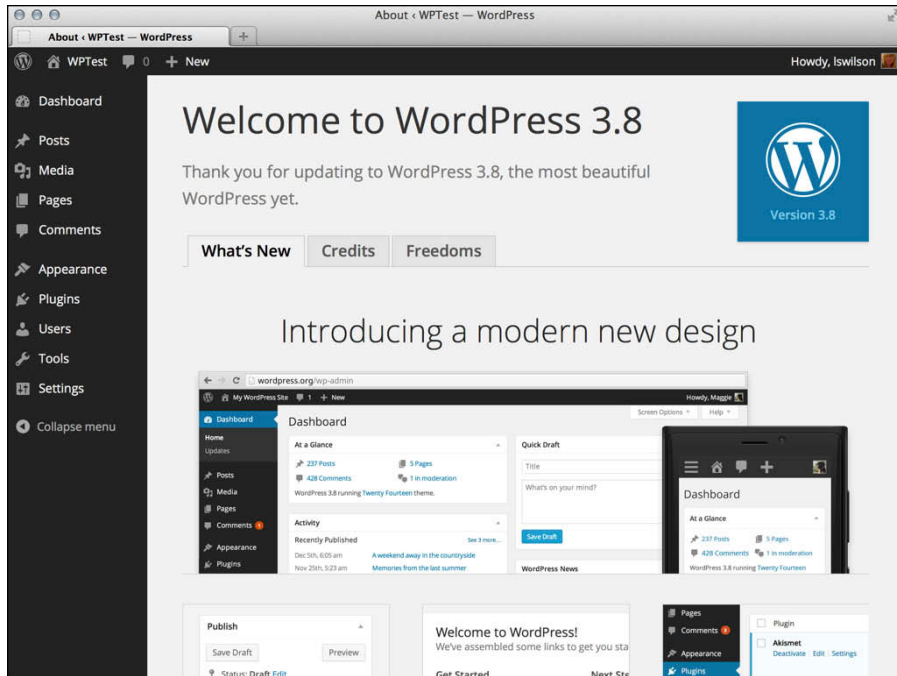 About ‹ WPTest — WordPress
About ‹ WPTest — WordPress
WPTest 0 + New Howdy, lswilson
Dashboard
Posts
Media
Pages
Comments
Appearance
Plugins
Users
Tools
Settings
Collapse menu
Welcome to WordPress 3.8
Thank you for updating to WordPress 3.8, the most beautiful
WordPress yet.
Version 3.8
What's New Credits Freedoms
Introducing a modern new design
wordpress.org/wp-admin
My WordPress Site 1 + New Howdy, Maggie
Dashboard
Home
Updates
Posts
Media
Pages
Comments 1
Appearance
Plugins
Screen Options Help
Dashboard
At a Glance
237 Posts 5 Pages
428 Comments 1 in moderation
WordPress 3.8 running Twenty Fourteen theme.
Activity
Recently Published See 3 more...
Dec 5th, 6:05 am A weekend away in the countryside
Nov 25th, 5:23 am Memories from the last summer
Quick Draft
Title
What's on your mind?
Save Draft
WordPress News
Dashboard
At a Glance
237 Posts 5 Pages
428 Comments 1 in moderation
WordPress 3.8 running Twenty Fourteen
Publish
Save Draft Preview
Status: Draft Edit
Welcome to WordPress!
We've assembled some links to get you sta
Get Started Next Ste
Pages
Comments
Appearance
Plugins
Plugin
Akismet
Deactivate Edit Settings